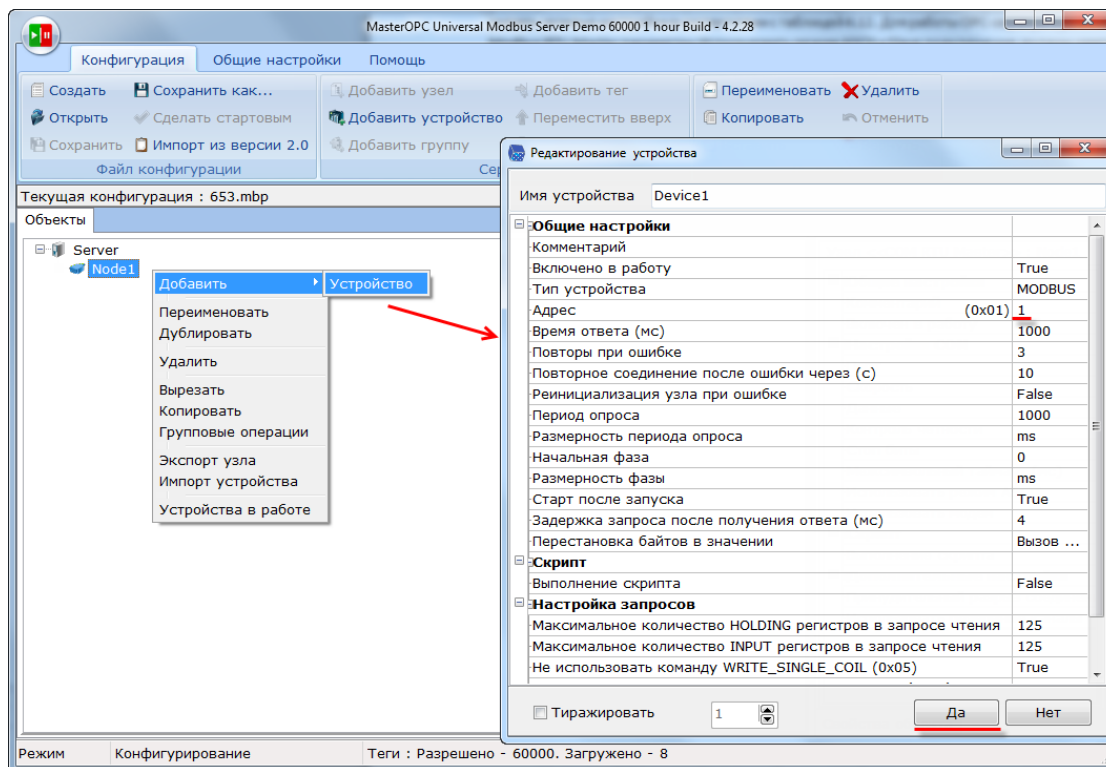 MasterOPC Universal Modbus Server Demo 60000 1 hour Build - 4.2.28
Конфигурация Общие настройки Помощь
Создать Сохранить как... Добавить узел Добавить тег Переименовать Удалить
Открыть Сделать стартовым Добавить устройство Переместить вверх Копировать Отменить
Сохранить Импорт из версии 2.0 Добавить группу
Файл конфигурации Сер
Текущая конфигурация : 653.mbp
Объекты
Server
Node1
Добавить Устройство
Переименовать
Дублировать
Удалить
Вырезать
Копировать
Групповые операции
Экспорт узла
Импорт устройства
Устройства в работе
Редактирование устройства
Имя устройства Device1
Общие настройки
Комментарий
Включено в работу True
Тип устройства MODBUS
Адрес (0x01) 1
Время ответа (мс) 1000
Повторы при ошибке 3
Повторное соединение после ошибки через (с) 10
Реинициализация узла при ошибке False
Период опроса 1000
Размерность периода опроса ms
Начальная фаза 0
Размерность фазы ms
Старт после запуска True
Задержка запроса после получения ответа (мс) 4
Перестановка байтов в значении Вызов ...
Скрипт
Выполнение скрипта False
Настройка запросов
Максимальное количество HOLDING регистров в запросе чтения 125
Максимальное количество INPUT регистров в запросе чтения 125
Не использовать команду WRITE_SINGLE_COIL (0x05) True
Тиражировать 1 Да Нет
Режим Конфигурирование Теги : Разрешено - 60000. Загружено - 8